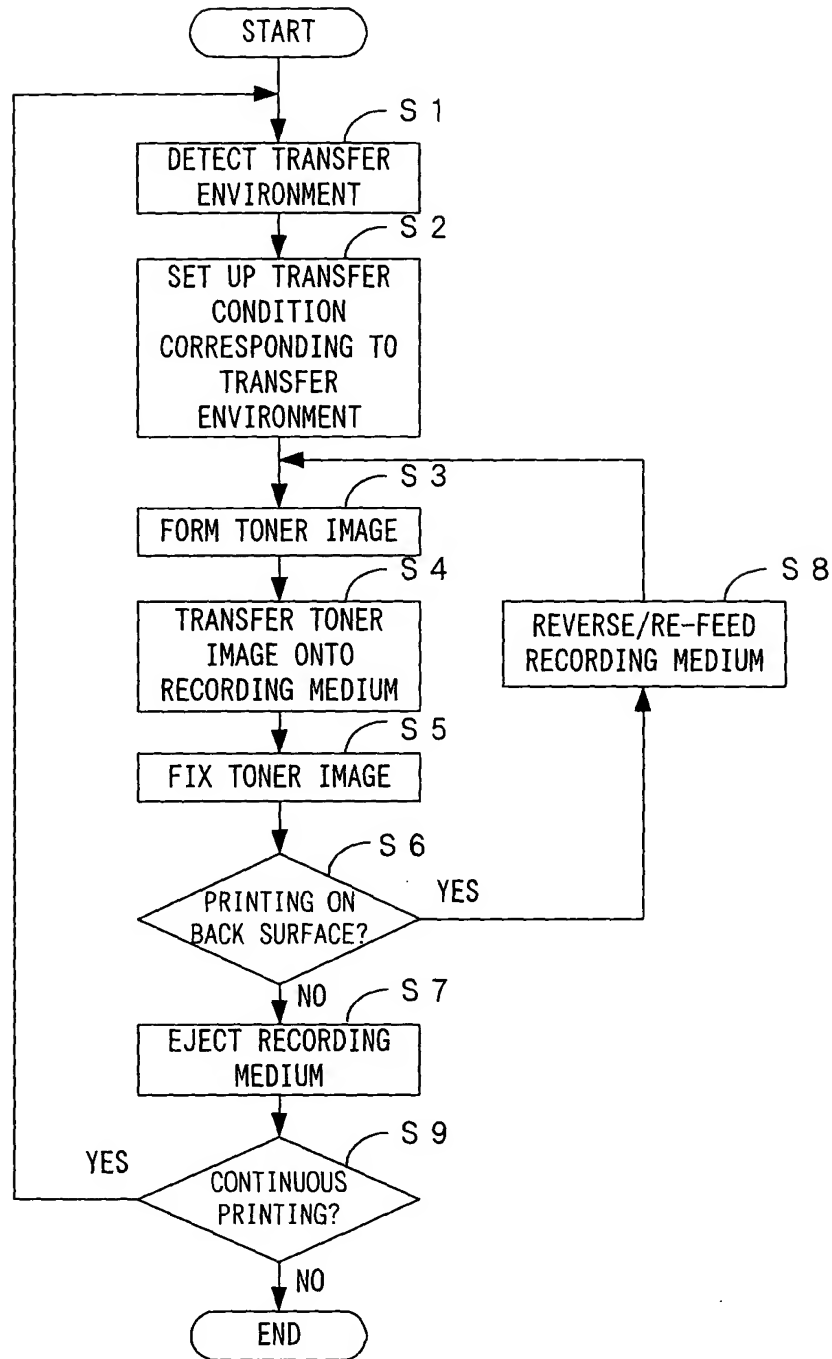 START
S 1
DETECT TRANSFER
ENVIRONMENT
S 2
SET UP TRANSFER
CONDITION
CORRESPONDING TO
TRANSFER
ENVIRONMENT
S 3
FORM TONER IMAGE
S 4
TRANSFER TONER
IMAGE ONTO
RECORDING MEDIUM
S 8
REVERSE/RE-FEED
RECORDING MEDIUM
S 5
FIX TONER IMAGE
S 6
PRINTING ON
BACK SURFACE?
YES
NO
S 7
EJECT RECORDING
MEDIUM
S 9
YES
CONTINUOUS
PRINTING?
NO
END